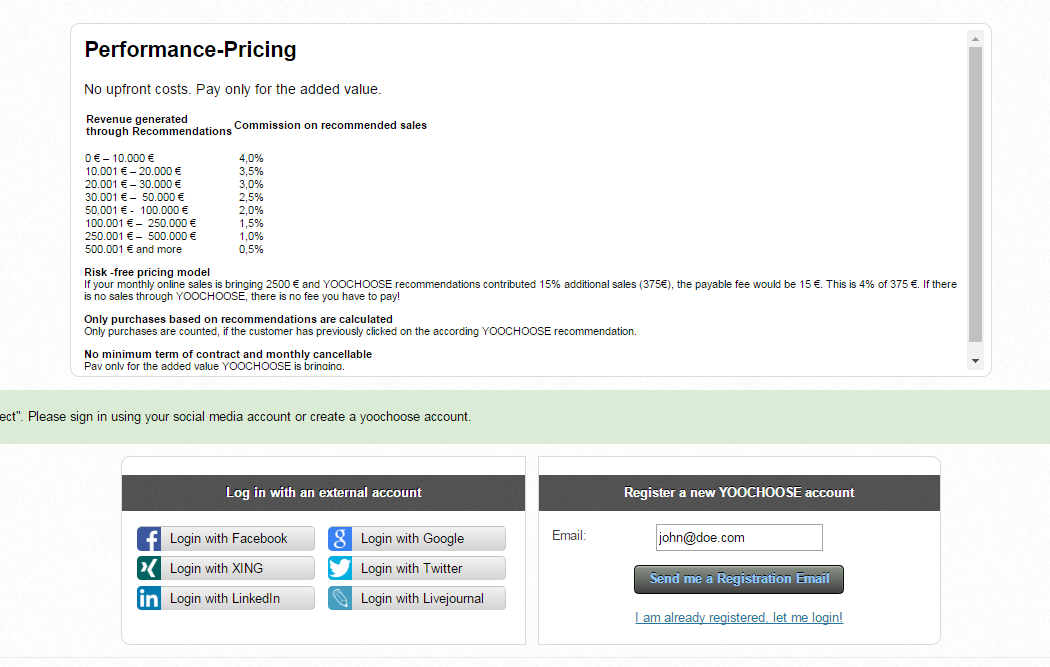 Performance-Pricing
No upfront costs. Pay only for the added value.
Revenue generated
through Recommendations Commission on recommended sales
0 € – 10.000 € 4,0%
10.001 € – 20.000 € 3,5%
20.001 € – 30.000 € 3,0%
30.001 € – 50.000 € 2,5%
50.001 € - 100.000 € 2,0%
100.001 € – 250.000 € 1,5%
250.001 € – 500.000 € 1,0%
500.001 € and more 0,5%
Risk -free pricing model
If your monthly online sales is bringing 2500 € and YOOCHOOSE recommendations contributed 15% additional sales (375€), the payable fee would be 15 €. This is 4% of 375 €. If there
is no sales through YOOCHOOSE, there is no fee you have to pay!
Only purchases based on recommendations are calculated
Only purchases are counted, if the customer has previously clicked on the according YOOCHOOSE recommendation.
No minimum term of contract and monthly cancellable
Pay only for the added value YOOCHOOSE is bringing.
ect". Please sign in using your social media account or create a yoochoose account.
Log in with an external account
Login with Facebook Login with Google
Login with XING Login with Twitter
Login with LinkedIn Login with Livejournal
Register a new YOOCHOOSE account
Email: john@doe.com
Send me a Registration Email
I am already registered, let me login!